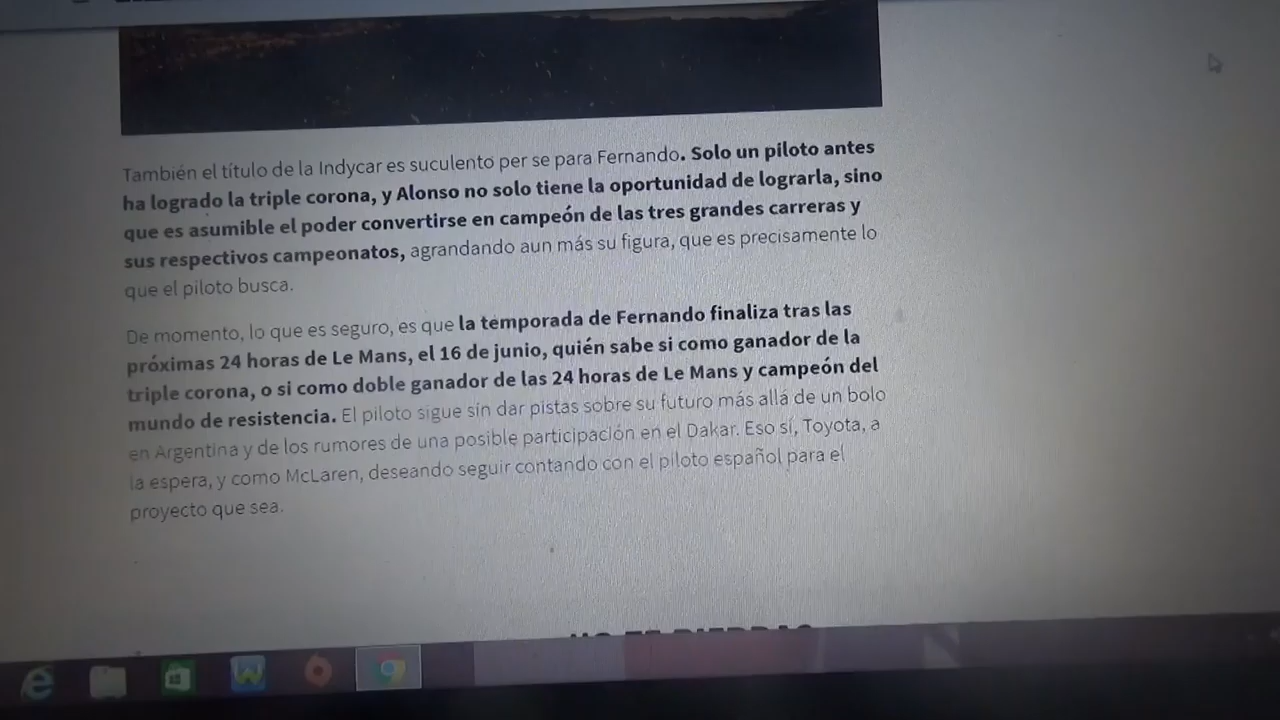 También el título de la Indycar es suculento per se para Fernando. Solo un piloto antes
ha logrado la triple corona, y Alonso no solo tiene la oportunidad de lograrla, sino
que es asumible el poder convertirse en campeón de las tres grandes carreras y
sus respectivos campeonatos, agrandando aun más su figura, que es precisamente lo
que el piloto busca.
De momento, lo que es seguro, es que la temporada de Fernando finaliza tras las
próximas 24 horas de Le Mans, el 16 de junio, quién sabe si como ganador de la
triple corona, o si como doble ganador de las 24 horas de Le Mans y campeón del
mundo de resistencia. El piloto sigue sin dar pistas sobre su futuro más allá de un bolo
en Argentina y de los rumores de una posible participación en el Dakar. Eso sí, Toyota, a
la espera, y como McLaren, deseando seguir contando con el piloto español para el
proyecto que sea.